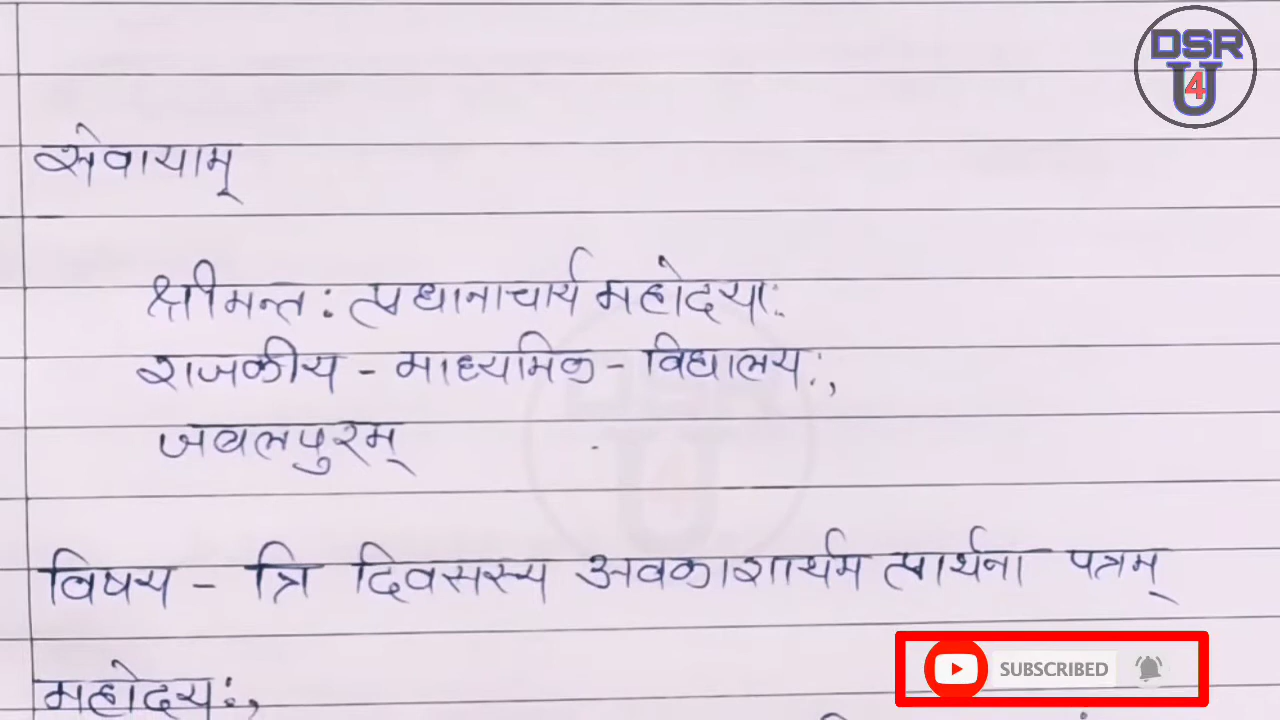 DSR
U
4
सेवायाम्
श्रीमन्तः प्रधानाचार्य महोदयाः
राजकीय - माध्यमिक - विद्यालयः,
जबलपुरम्
विषय - त्रि दिवसस्य अवकाशार्थम प्रार्थना पत्रम्
SUBSCRIBED
महोदयः,